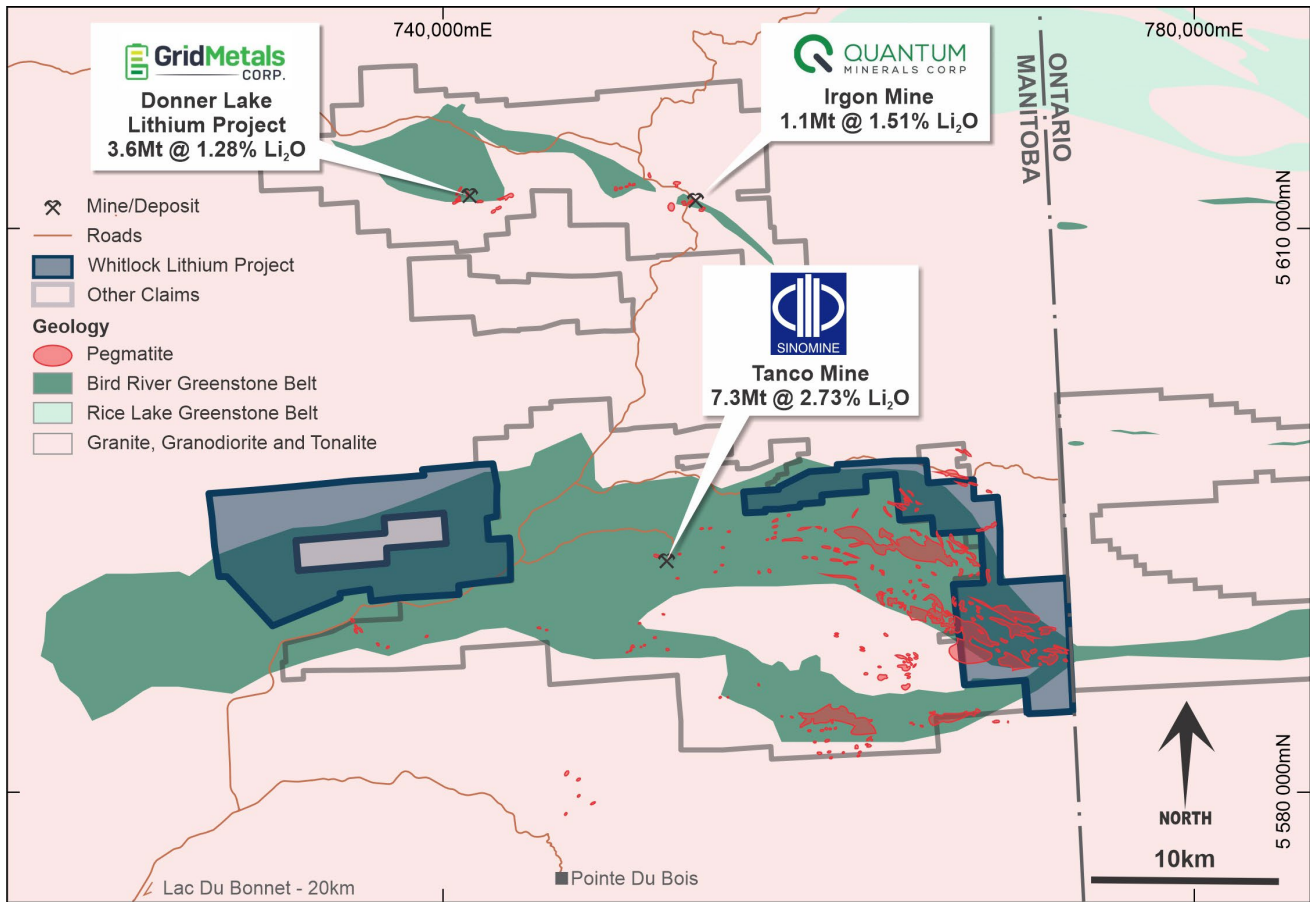 740,000mE
780,000mE
GridMetals
CORP.
Donner Lake
Lithium Project
3.6Mt @ 1.28% Li₂O
QUANTUM
MINERALS CORP
Irgon Mine
1.1Mt @ 1.51% Li₂O
ONTARIO
MANITOBA
5 610 000mN
Mine/Deposit
Roads
Whitlock Lithium Project
Other Claims
Geology
Pegmatite
Bird River Greenstone Belt
Rice Lake Greenstone Belt
Granite, Granodiorite and Tonalite
SINOMINE
Tanco Mine
7.3Mt @ 2.73% Li₂O
5 580 000mN
NORTH
10km
Pointe Du Bois
Lac Du Bonnet - 20km